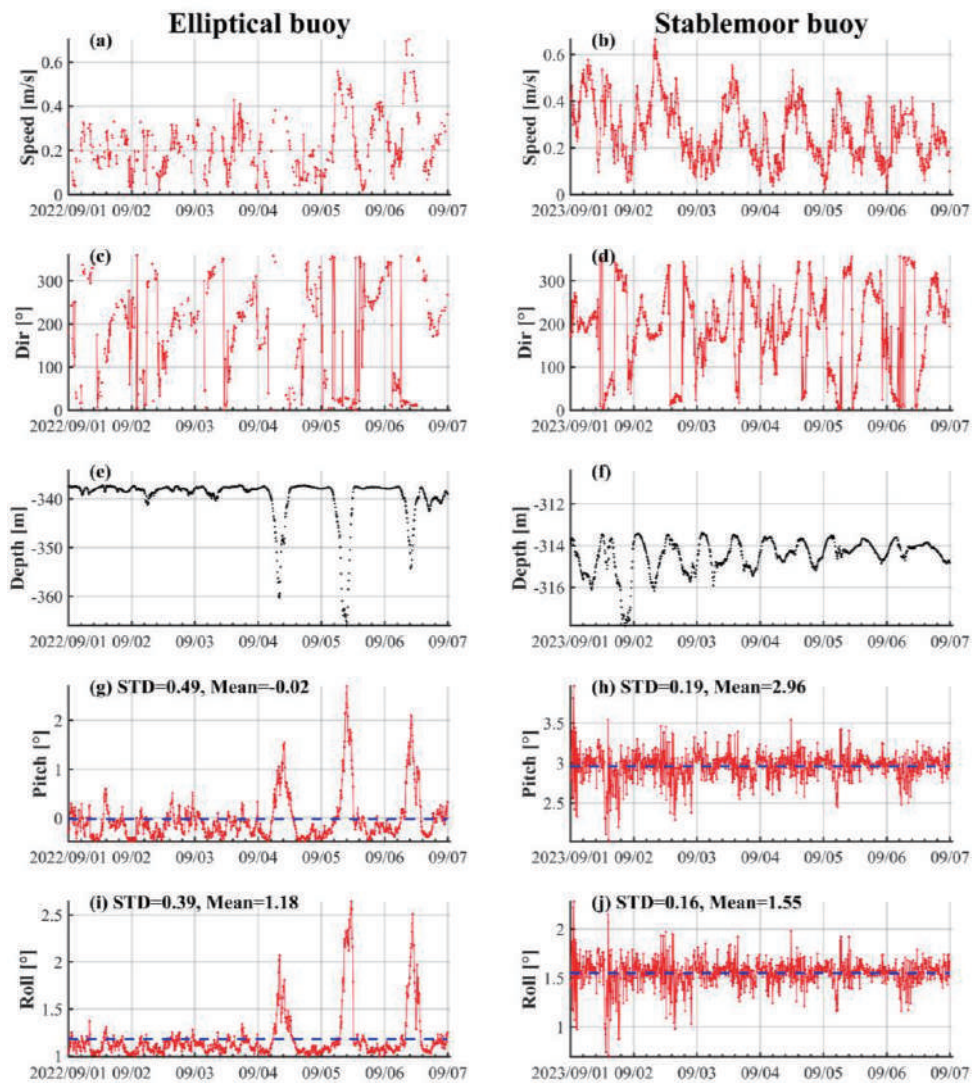 Elliptical buoy
Stablemoor buoy
(a)
Speed [m/s]
0.6
0.4
0.2
0
2022/09/01 09/02 09/03 09/04 09/05 09/06 09/07
(b)
Speed [m/s]
0.6
0.4
0.2
0
2023/09/01 09/02 09/03 09/04 09/05 09/06 09/07
(c)
Dir [°]
300
200
100
0
2022/09/01 09/02 09/03 09/04 09/05 09/06 09/07
(d)
Dir [°]
300
200
100
0
2023/09/01 09/02 09/03 09/04 09/05 09/06 09/07
(e)
Depth [m]
-340
-350
-360
2022/09/01 09/02 09/03 09/04 09/05 09/06 09/07
(f)
Depth [m]
-312
-314
-316
2023/09/01 09/02 09/03 09/04 09/05 09/06 09/07
(g) STD=0.49, Mean=-0.02
Pitch [°]
2
1
0
2022/09/01 09/02 09/03 09/04 09/05 09/06 09/07
(h) STD=0.19, Mean=2.96
Pitch [°]
3.5
3
2.5
2023/09/01 09/02 09/03 09/04 09/05 09/06 09/07
(i) STD=0.39, Mean=1.18
Roll [°]
2.5
2
1.5
1
2022/09/01 09/02 09/03 09/04 09/05 09/06 09/07
(j) STD=0.16, Mean=1.55
Roll [°]
2
1.5
1
2023/09/01 09/02 09/03 09/04 09/05 09/06 09/07